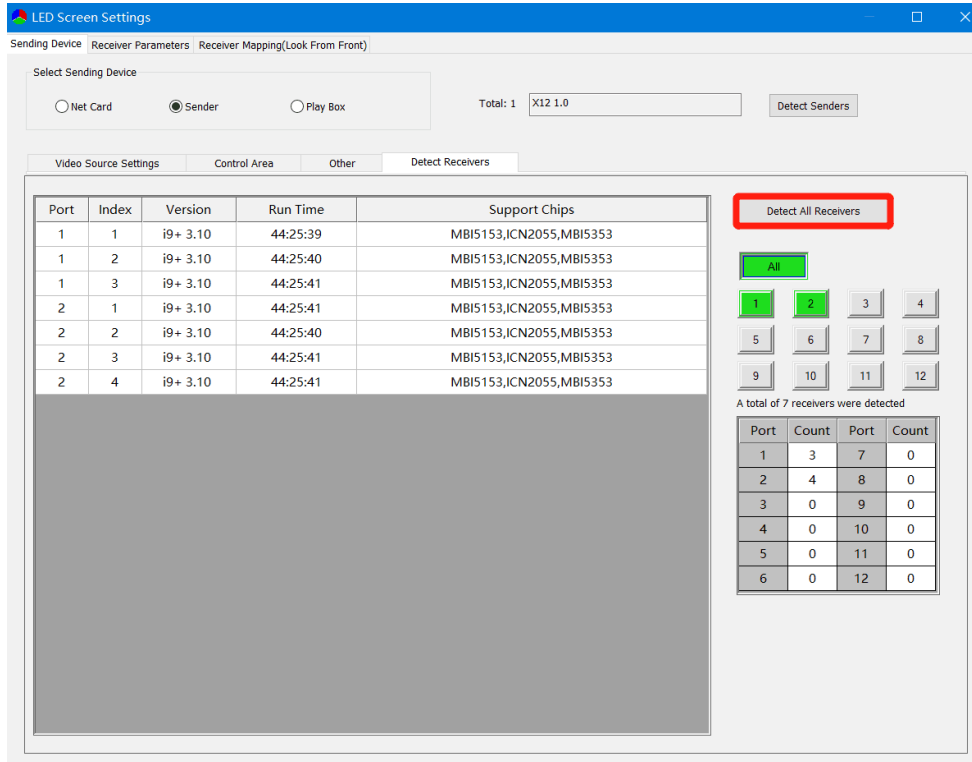 LED Screen Settings
Sending Device Receiver Parameters Receiver Mapping(Look From Front)
Select Sending Device
Net Card Sender Play Box
Total: 1 X12 1.0 Detect Senders
Video Source Settings Control Area Other Detect Receivers
Port Index Version Run Time Support Chips
1 1 i9+ 3.10 44:25:39 MBI5153,ICN2055,MBI5353
1 2 i9+ 3.10 44:25:40 MBI5153,ICN2055,MBI5353
1 3 i9+ 3.10 44:25:41 MBI5153,ICN2055,MBI5353
2 1 i9+ 3.10 44:25:41 MBI5153,ICN2055,MBI5353
2 2 i9+ 3.10 44:25:40 MBI5153,ICN2055,MBI5353
2 3 i9+ 3.10 44:25:41 MBI5153,ICN2055,MBI5353
2 4 i9+ 3.10 44:25:41 MBI5153,ICN2055,MBI5353
Detect All Receivers
All
1 2 3 4
5 6 7 8
9 10 11 12
A total of 7 receivers were detected
Port Count Port Count
1 3 7 0
2 4 8 0
3 0 9 0
4 0 10 0
5 0 11 0
6 0 12 0